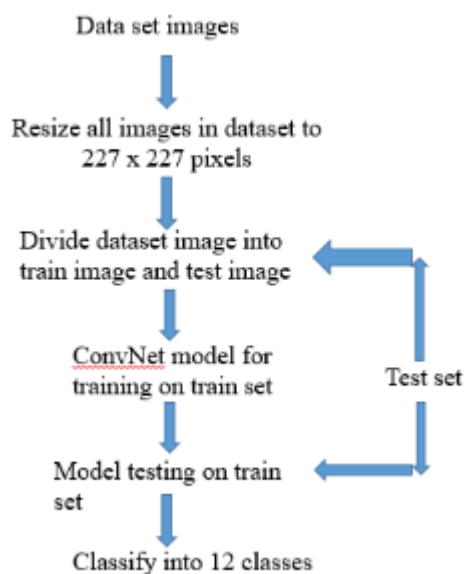 Data set images
Resize all images in dataset to
227 x 227 pixels
Divide dataset image into
train image and test image
ConvNet model for
training on train set
Test set
Model testing on train
set
Classify into 12 classes